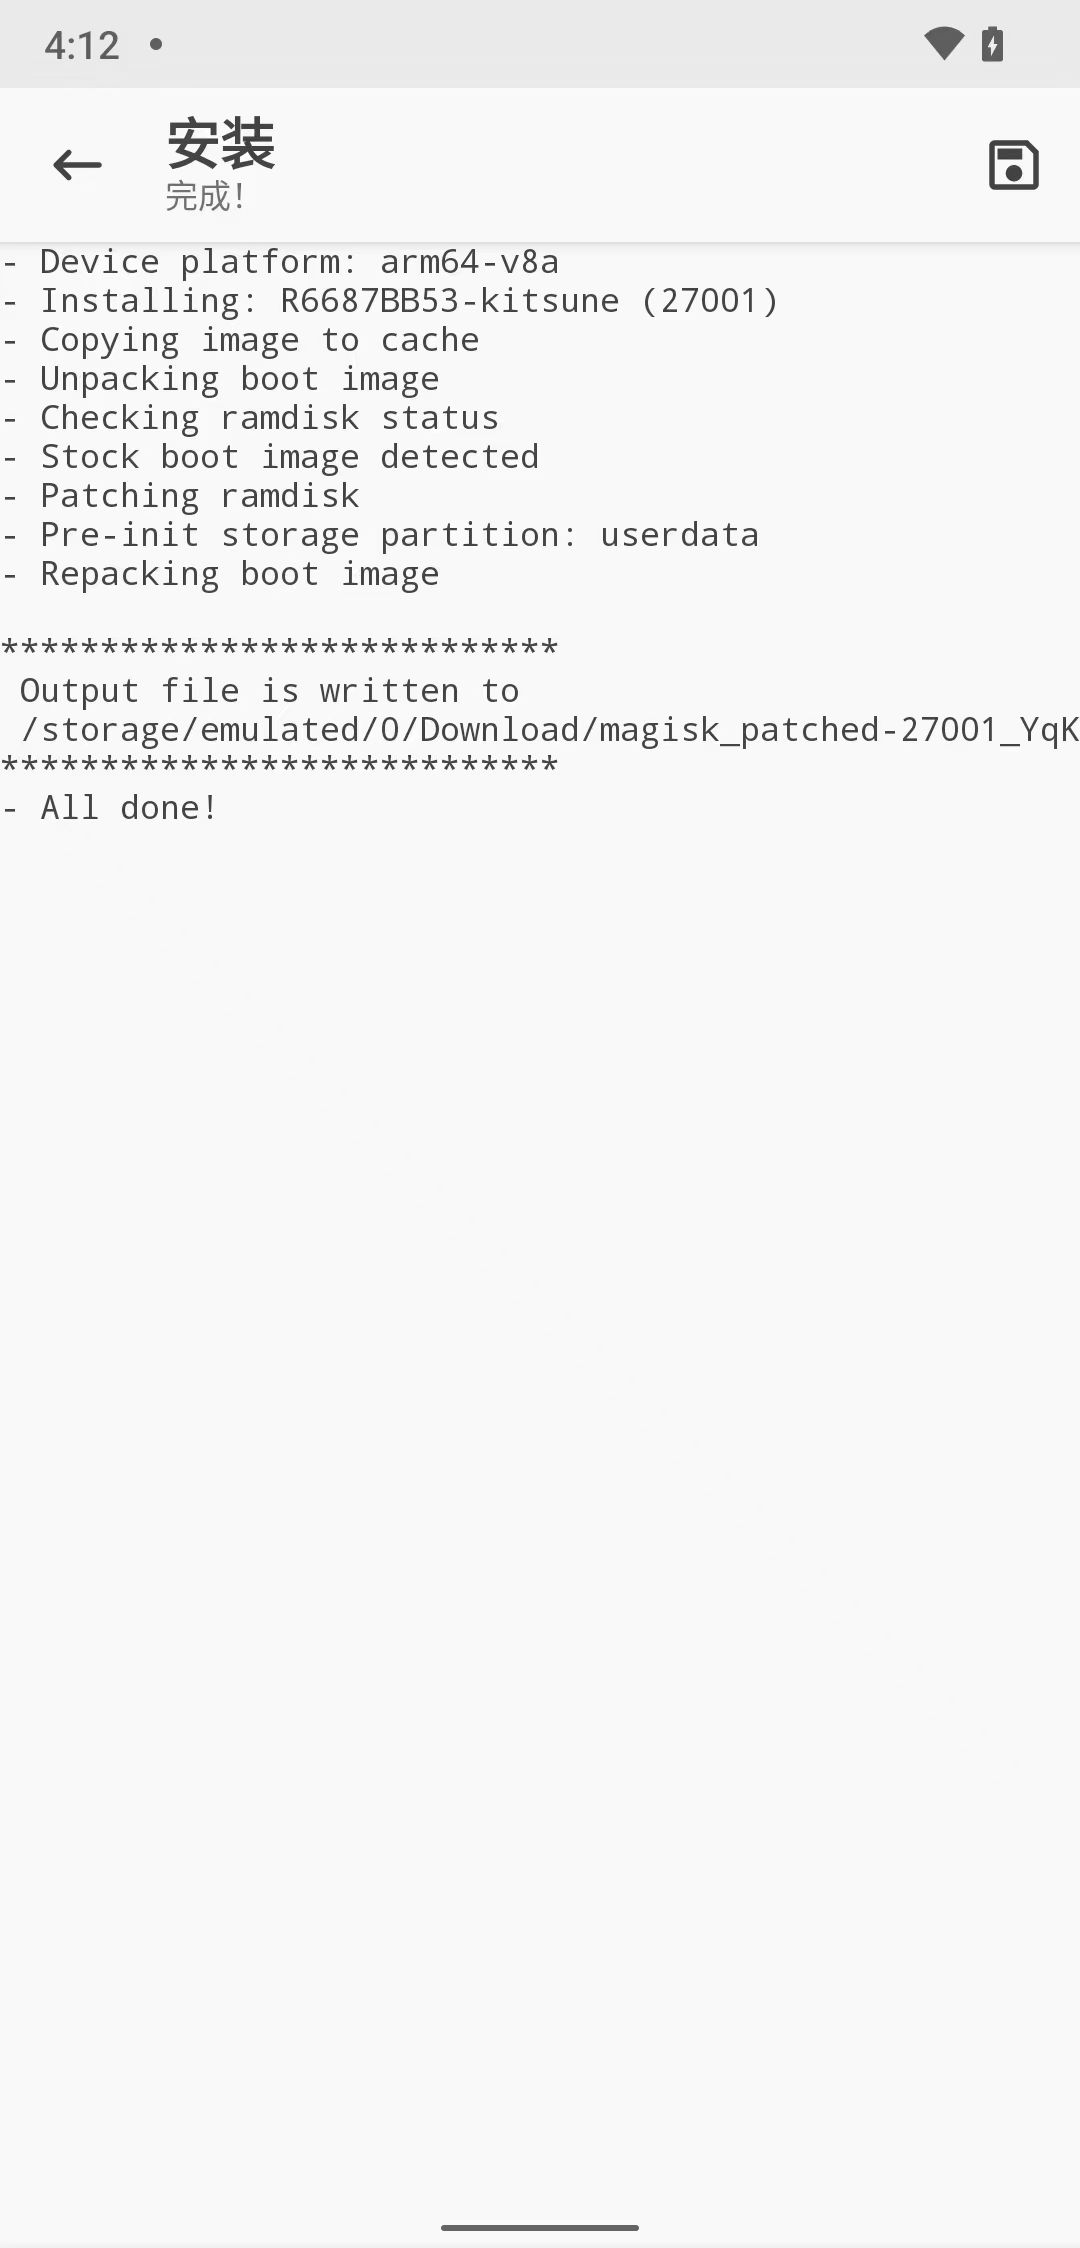 4:12
安装
完成！
- Device platform: arm64-v8a
- Installing: R6687BB53-kitsune (27001)
- Copying image to cache
- Unpacking boot image
- Checking ramdisk status
- Stock boot image detected
- Patching ramdisk
- Pre-init storage partition: userdata
- Repacking boot image
****************************
Output file is written to
/storage/emulated/0/Download/magisk_patched-27001_YqK
****************************
- All done!